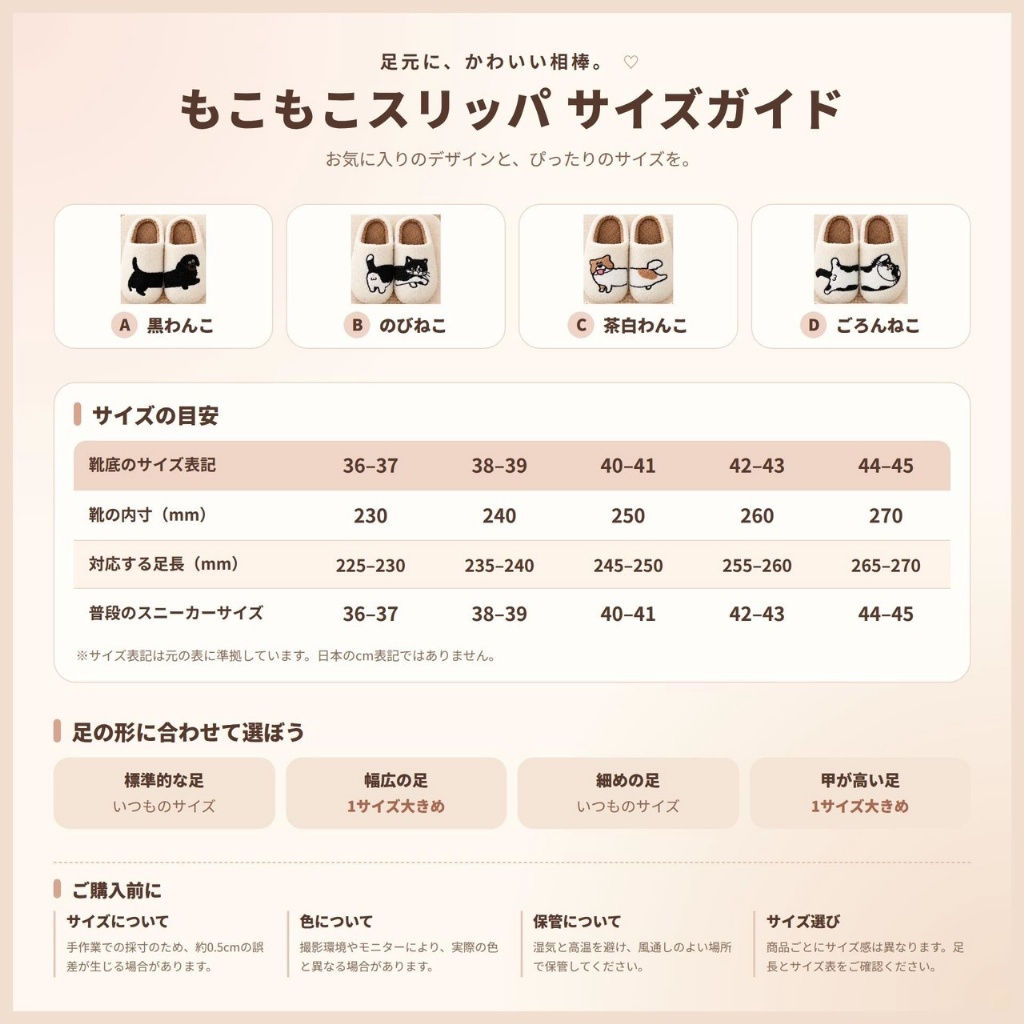 足元に、かわいい相棒。 ♡
もこもこスリッパ サイズガイド
お気に入りのデザインと、ぴったりのサイズを。
A 黒わんこ
B のびねこ
C 茶白わんこ
D ごろんねこ
サイズの目安
靴底のサイズ表記 36–37 38–39 40–41 42–43 44–45
靴の内寸（mm） 230 240 250 260 270
対応する足長（mm） 225–230 235–240 245–250 255–260 265–270
普段のスニーカーサイズ 36–37 38–39 40–41 42–43 44–45
※サイズ表記は元の表に準拠しています。日本のcm表記ではありません。
足の形に合わせて選ぼう
標準的な足
いつものサイズ
幅広の足
1サイズ大きめ
細めの足
いつものサイズ
甲が高い足
1サイズ大きめ
ご購入前に
サイズについて
手作業での採寸のため、約0.5cmの誤
差が生じる場合があります。
色について
撮影環境やモニターにより、実際の色
と異なる場合があります。
保管について
湿気と高温を避け、風通しのよい場所
で保管してください。
サイズ選び
商品ごとにサイズ感は異なります。足
長とサイズ表をご確認ください。